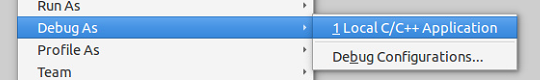 Run As
Debug As
Profile As
Team
1 Local C/C++ Application
Debug Configurations...